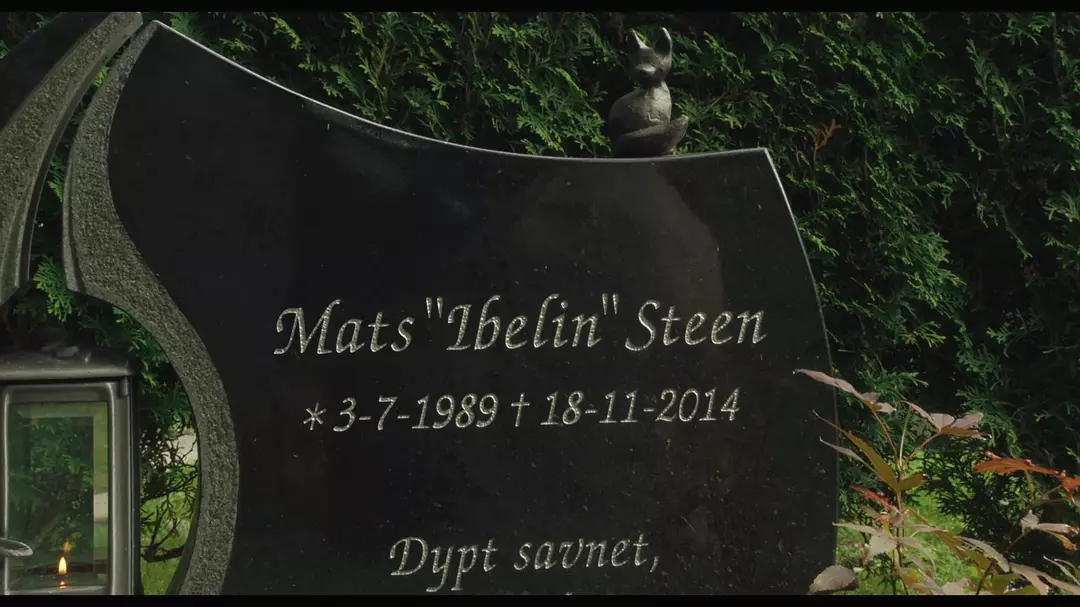 Mats "Ibelin" Steen
* 3-7-1989 † 18-11-2014
Dypt savnet,